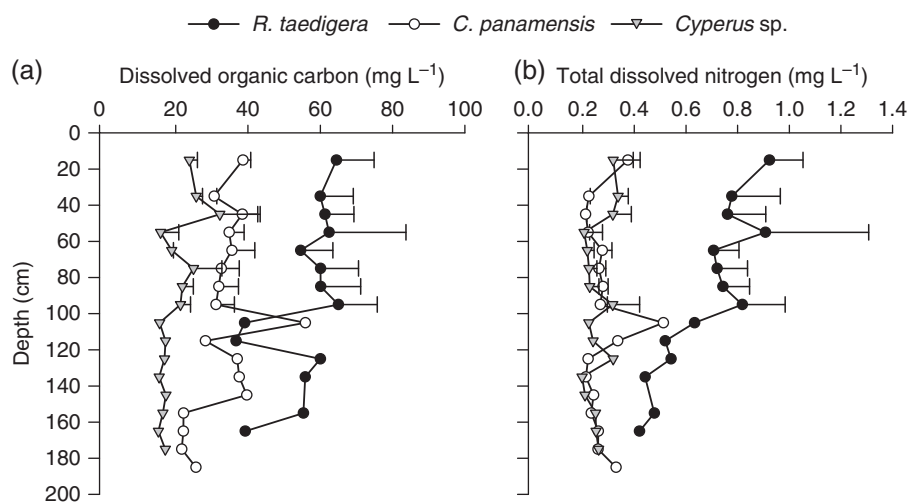 R. taedigera C. panamensis Cyperus sp.
(a) Dissolved organic carbon (mg L⁻¹)
0 20 40 60 80 100
(b) Total dissolved nitrogen (mg L⁻¹)
0.0 0.2 0.4 0.6 0.8 1.0 1.2 1.4
Depth (cm)
0
20
40
60
80
100
120
140
160
180
200